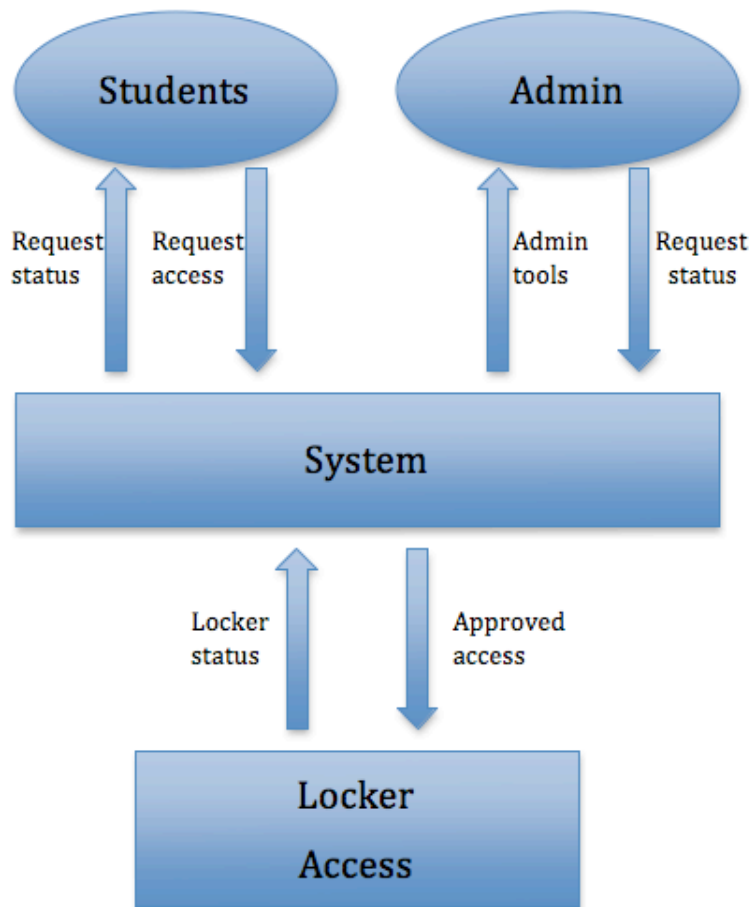 Students
Admin
Request
status
Request
access
Admin
tools
Request
status
System
Locker
status
Approved
access
Locker
Access